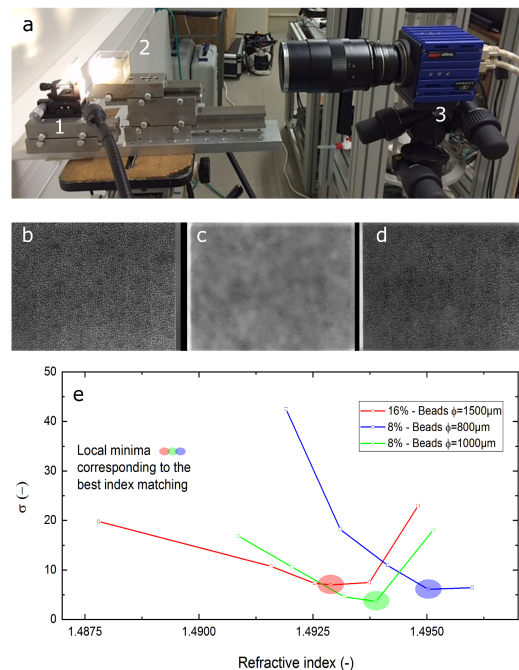 a
2
1
3
b
c
d
50
40
30
20
10
0
σ (−)
e
16% - Beads ϕ=1500µm
8% - Beads ϕ=800µm
8% - Beads ϕ=1000µm
Local minima
corresponding to the
best index matching
1.4875
1.4900
1.4925
1.4950
Refractive index (-)